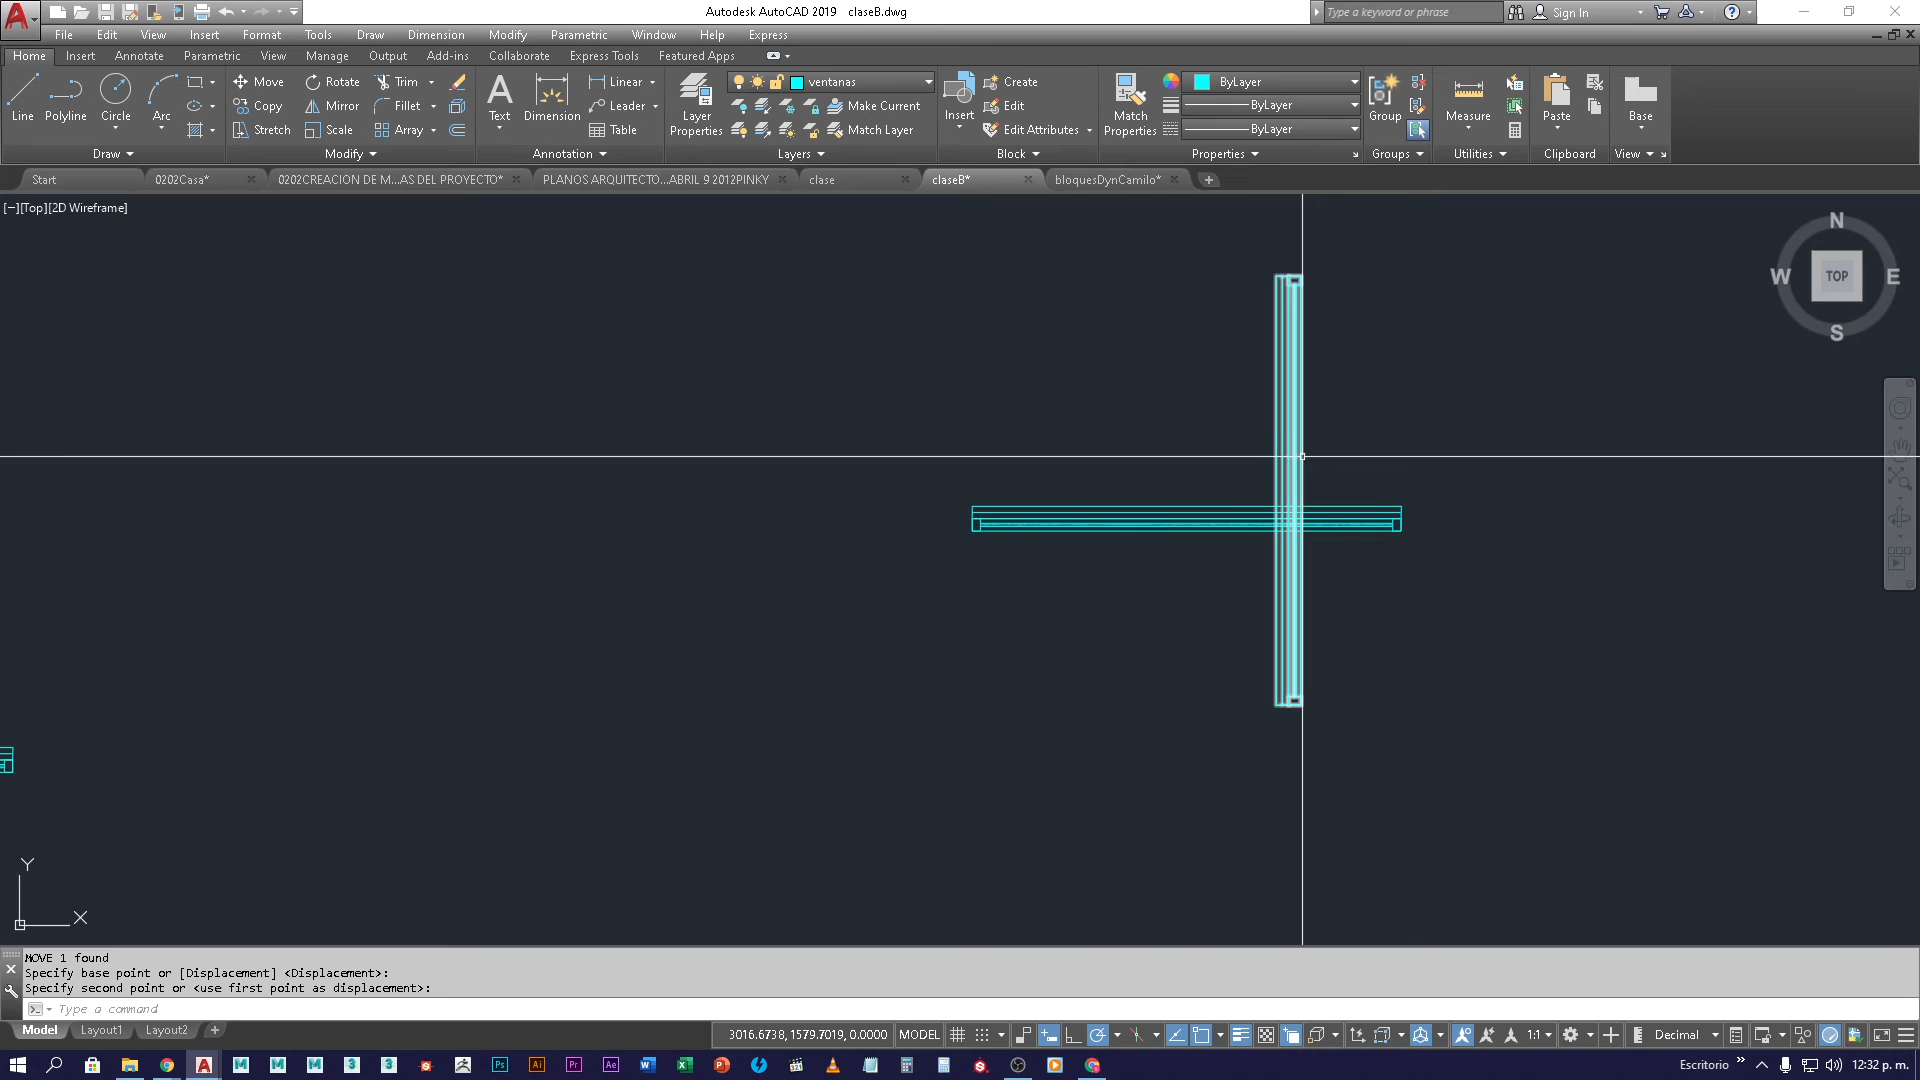 Autodesk AutoCAD 2019 claseB.dwg
Type a keyword or phrase
Sign In
File Edit View Insert Format Tools Draw Dimension Modify Parametric Window Help Express
Home Insert Annotate Parametric View Manage Output Add-ins Collaborate Express Tools Featured Apps
Line Polyline Circle Arc
Move Rotate Trim
Copy Mirror Fillet
Stretch Scale Array
Text Dimension
Linear
Leader
Table
Layer Properties
ventanas
Make Current
Match Layer
Insert
Create
Edit
Edit Attributes
Match Properties
ByLayer
ByLayer
ByLayer
Group
Measure
Paste
Base
Draw Modify Annotation Layers Block Properties Groups Utilities Clipboard View
Start 0202Casa* 0202CREACION DE M...AS DEL PROYECTO* PLANOS ARQUITECTO...ABRIL 9 2012PINKY clase claseB* bloquesDynCamilo*
[−][Top][2D Wireframe]
N
W TOP E
S
Y
X
MOVE 1 found
Specify base point or [Displacement] <Displacement>:
Specify second point or <use first point as displacement>:
Type a command
Model Layout1 Layout2
3016.6738, 1579.7019, 0.0000 MODEL
1:1
Decimal
Escritorio
12:32 p. m.